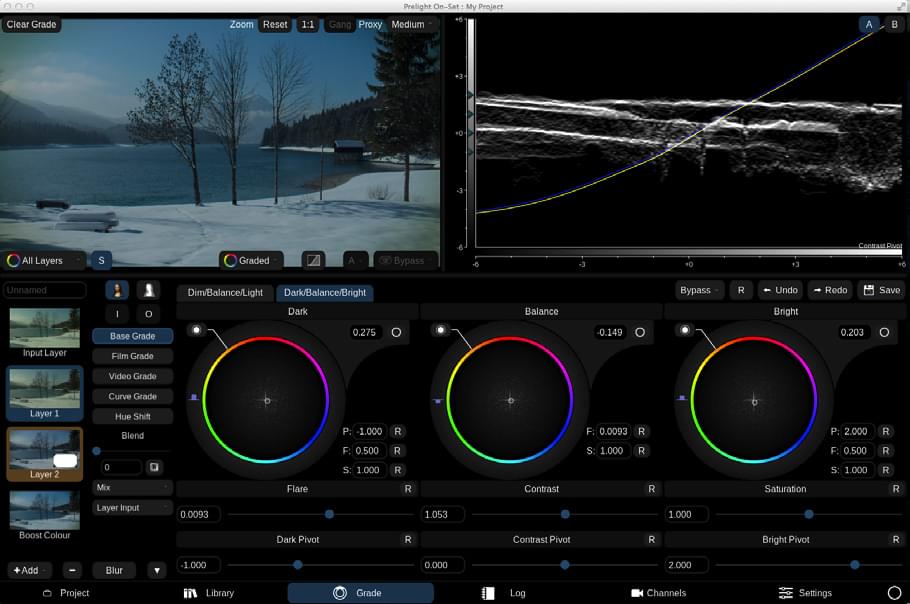 Prelight On-Set : My Project
Clear Grade
Zoom
Reset
1:1
Gang
Proxy
Medium
All Layers
S
Graded
A
Bypass
+6
+3
+0
-3
-6
A
B
Contrast Pivot
-6
-3
+0
+3
+6
Unnamed
Input Layer
Layer 1
Layer 2
Boost Colour
+Add
−
I
O
Base Grade
Film Grade
Video Grade
Curve Grade
Hue Shift
Blend
0
Mix
Layer Input
Blur
Dim/Balance/Light
Dark/Balance/Bright
Bypass
R
Undo
Redo
Save
Dark
0.275
P: -1.000 R
F: 0.500 R
S: 1.000 R
Balance
-0.149
F: 0.0093 R
S: 1.000 R
Bright
0.203
P: 2.000 R
F: 0.500 R
S: 1.000 R
Flare R
0.0093
Contrast R
1.053
Saturation R
1.000
Dark Pivot R
-1.000
Contrast Pivot R
0.000
Bright Pivot R
2.000
Project
Library
Grade
Log
Channels
Settings